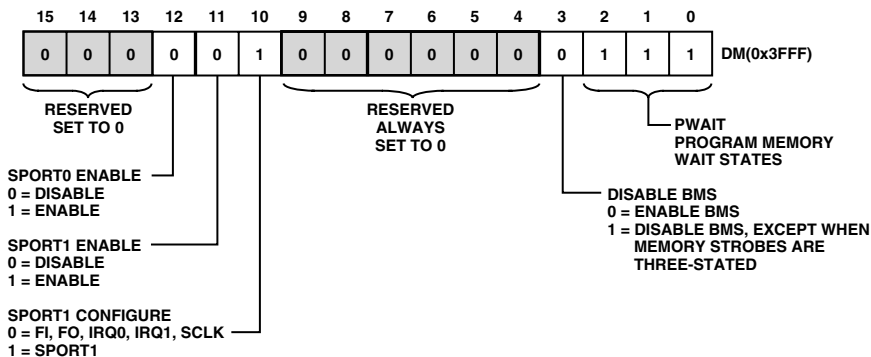 15 14 13 12 11 10 9 8 7 6 5 4 3 2 1 0
0 0 0 0 0 1 0 0 0 0 0 0 0 1 1 1 DM(0x3FFF)
RESERVED
SET TO 0
RESERVED
ALWAYS
SET TO 0
PWAIT
PROGRAM MEMORY
WAIT STATES
SPORT0 ENABLE
0 = DISABLE
1 = ENABLE
DISABLE BMS
0 = ENABLE BMS
1 = DISABLE BMS, EXCEPT WHEN
MEMORY STROBES ARE
THREE-STATED
SPORT1 ENABLE
0 = DISABLE
1 = ENABLE
SPORT1 CONFIGURE
0 = FI, FO, IRQ0, IRQ1, SCLK
1 = SPORT1